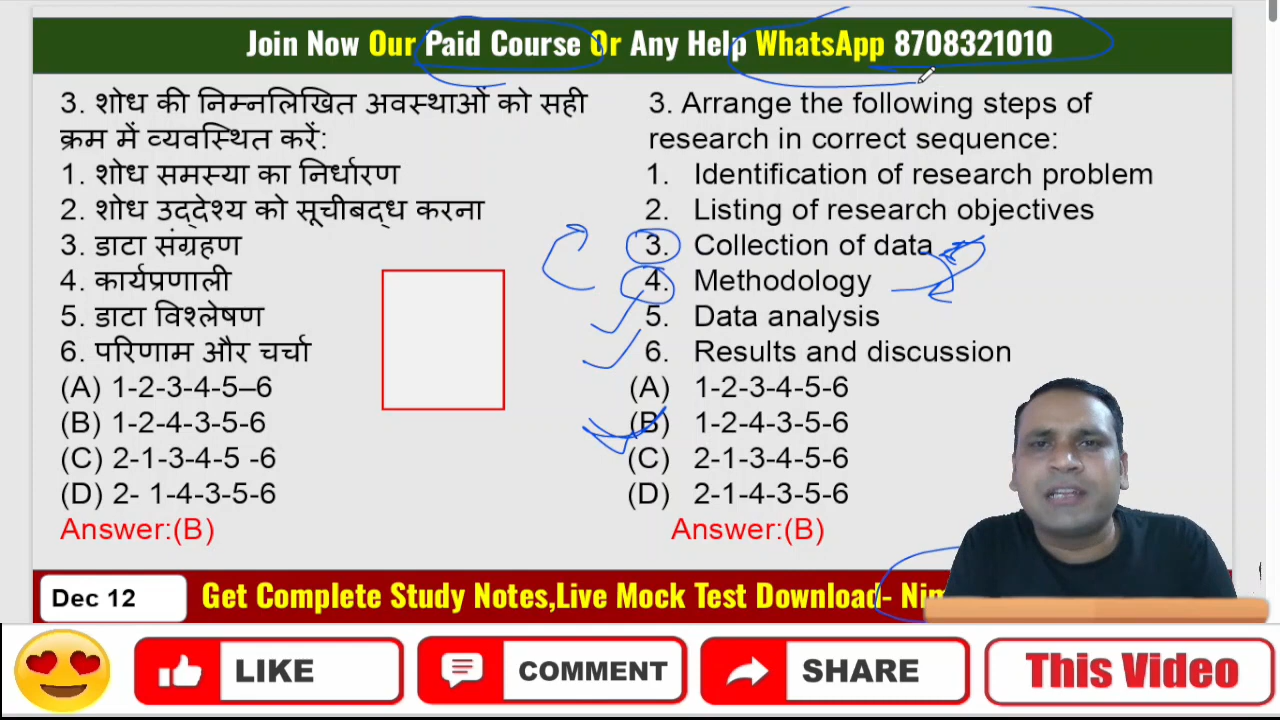 Join Now Our Paid Course Or Any Help WhatsApp 8708321010
3. शोध की निम्नलिखित अवस्थाओं को सही
क्रम में व्यवस्थित करें:
1. शोध समस्या का निर्धारण
2. शोध उद्देश्य को सूचीबद्ध करना
3. डाटा संग्रहण
4. कार्यप्रणाली
5. डाटा विश्लेषण
6. परिणाम और चर्चा
(A) 1-2-3-4-5–6
(B) 1-2-4-3-5-6
(C) 2-1-3-4-5 -6
(D) 2- 1-4-3-5-6
Answer:(B)
3. Arrange the following steps of
research in correct sequence:
1. Identification of research problem
2. Listing of research objectives
3. Collection of data
4. Methodology
5. Data analysis
6. Results and discussion
(A) 1-2-3-4-5-6
(B) 1-2-4-3-5-6
(C) 2-1-3-4-5-6
(D) 2-1-4-3-5-6
Answer:(B)
Dec 12
Get Complete Study Notes,Live Mock Test Download-
LIKE
COMMENT
SHARE
This Video